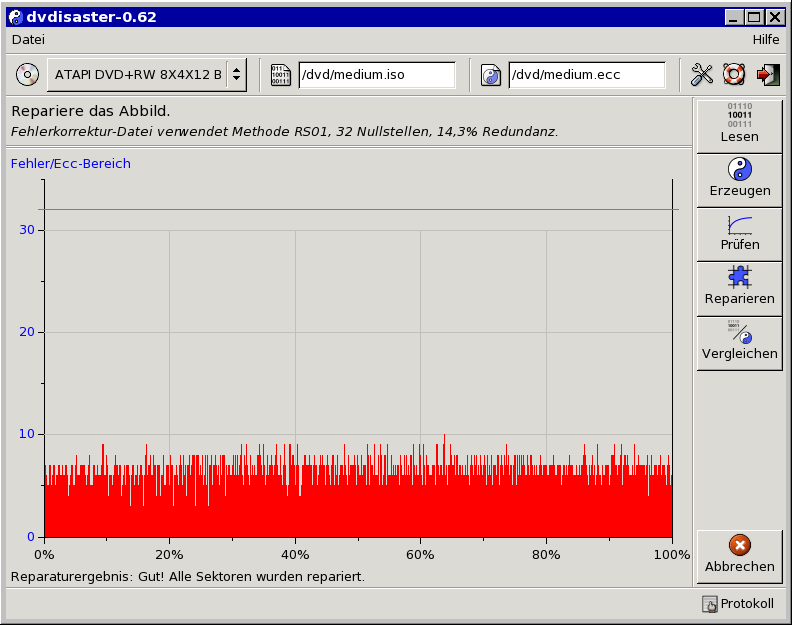 dvdisaster-0.62
Datei Hilfe
ATAPI DVD+RW 8X4X12 B /dvd/medium.iso /dvd/medium.ecc
Repariere das Abbild.
Fehlerkorrektur-Datei verwendet Methode RS01, 32 Nullstellen, 14,3% Redundanz.
Fehler/Ecc-Bereich
30
20
10
0
0% 20% 40% 60% 80% 100%
Reparaturergebnis: Gut! Alle Sektoren wurden repariert.
01110
10011
00111
Lesen
Erzeugen
Prüfen
Reparieren
Vergleichen
Abbrechen
Protokoll